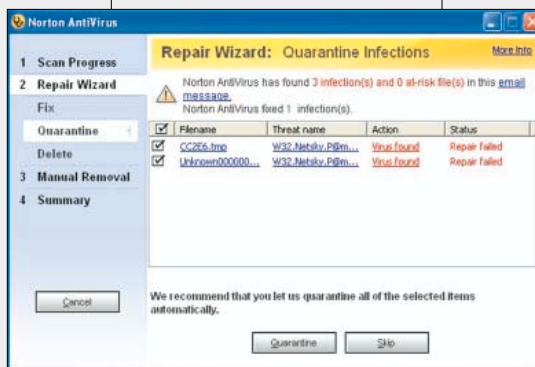 Norton AntiVirus
1 Scan Progress
2 Repair Wizard
Fix
Quarantine
Delete
3 Manual Removal
4 Summary
Cancel
Repair Wizard: Quarantine Infections
More Info
Norton AntiVirus has found 3 infection(s) and 0 at-risk file(s) in this email
message.
Norton AntiVirus fixed 1 infection(s).
Filename Threat name Action Status
CC2E6.tmp W32.Netsky.P@m... Virus found Repair failed
Unknown000000... W32.Netsky.P@m... Virus found Repair failed
We recommend that you let us quarantine all of the selected items
automatically.
Quarantine Skip